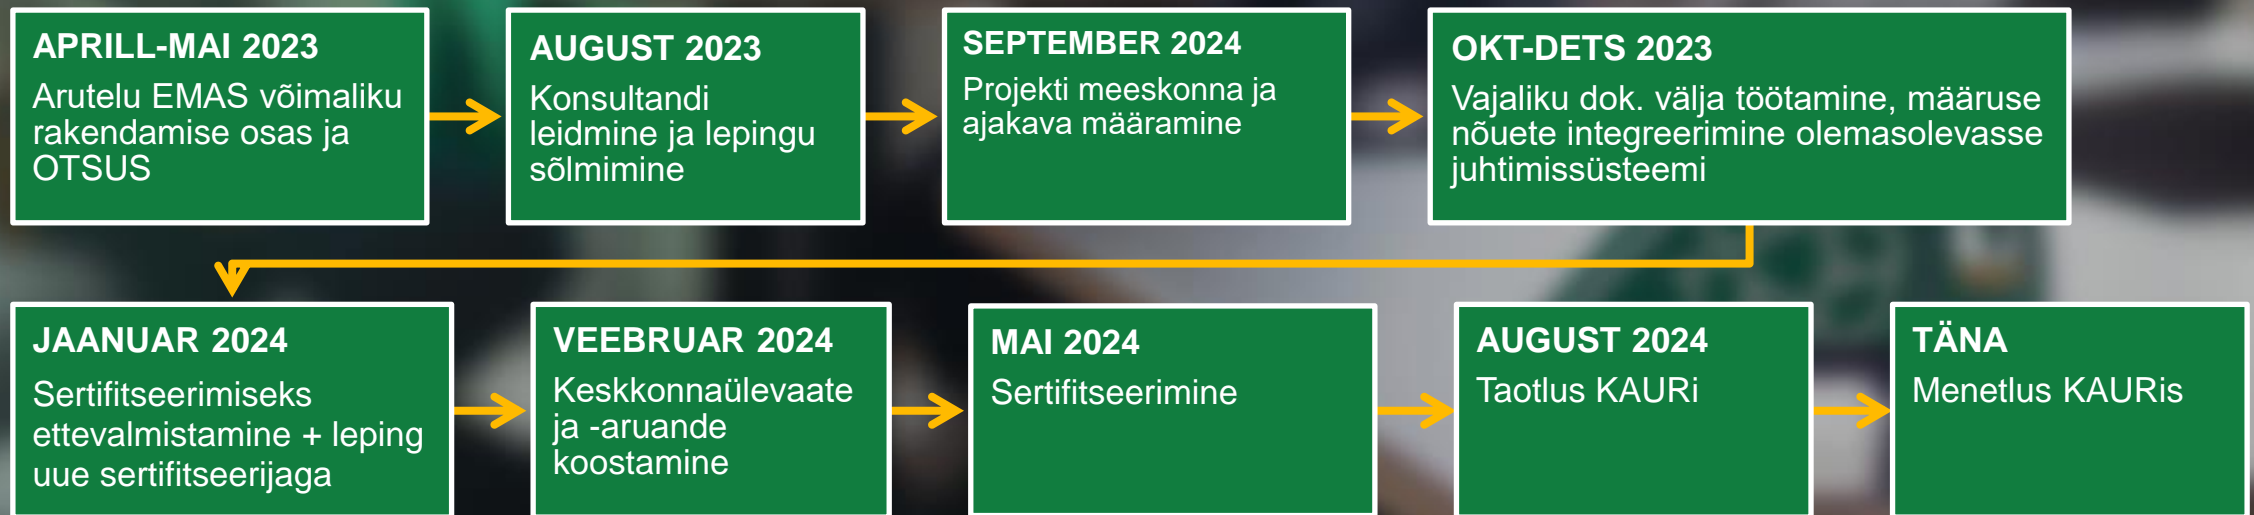 APRILL-MAI 2023
Arutelu EMAS võimaliku
rakendamise osas ja
OTSUS
AUGUST 2023
Konsultandi
leidmine ja lepingu
sõlmimine
SEPTEMBER 2024
Projekti meeskonna ja
ajakava määramine
OKT-DETS 2023
Vajaliku dok. välja töötamine, määruse
nõuete integreerimine olemasolevasse
juhtimissüsteemi
JAANUAR 2024
Sertifitseerimiseks
ettevalmistamine + leping
uue sertifitseerijaga
VEEBRUAR 2024
Keskkonnaülevaate
ja -aruande
koostamine
MAI 2024
Sertifitseerimine
AUGUST 2024
Taotlus KAURi
TÄNA
Menetlus KAURis